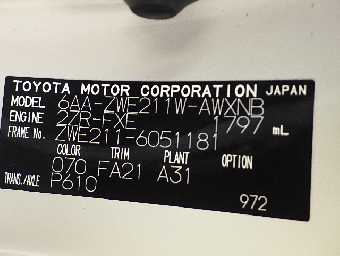 TOYOTA MOTOR CORPORATION JAPAN
MODEL 6AA-ZWE211W-AWXNB
ENGINE 2ZR-FXE 1797 mL
FRAME No. ZWE211-6051181
COLOR TRIM PLANT OPTION
070 FA21 A31
TRANS./AXLE P610
972